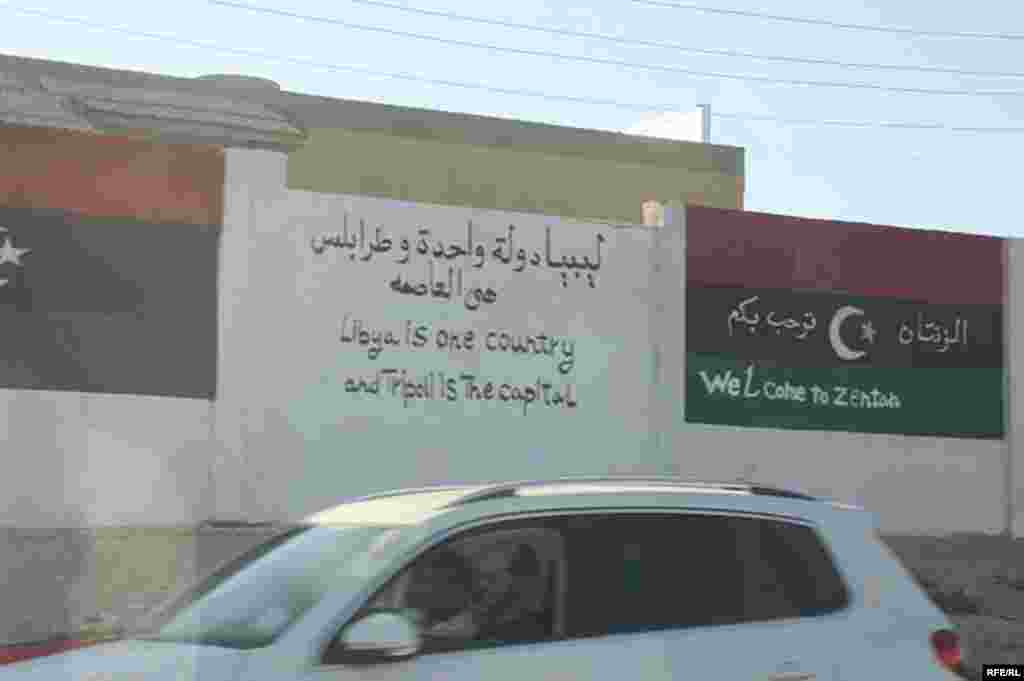 ليبيا دولة واحدة و طرابلس
هي العاصمه
Libya is one country
and Tripoli is The capital
الزنتان ترحب بكم
WelCome To Zentan
RFE/RL